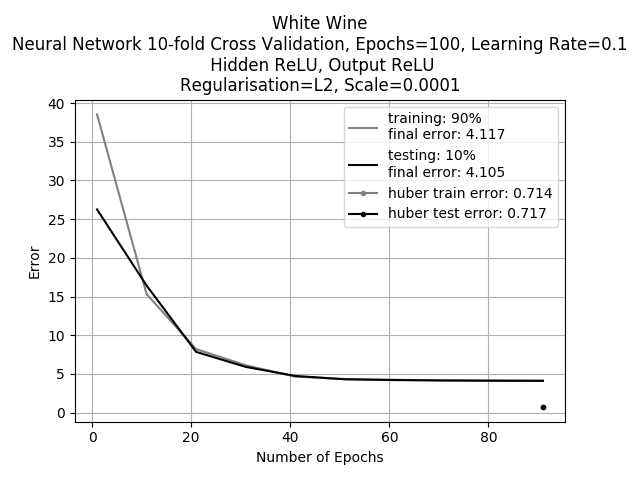 White Wine
Neural Network 10-fold Cross Validation, Epochs=100, Learning Rate=0.1
Hidden ReLU, Output ReLU
Regularisation=L2, Scale=0.0001
40
35
30
25
20
15
10
5
0
Error
training: 90%
final error: 4.117
testing: 10%
final error: 4.105
huber train error: 0.714
huber test error: 0.717
0 20 40 60 80
Number of Epochs